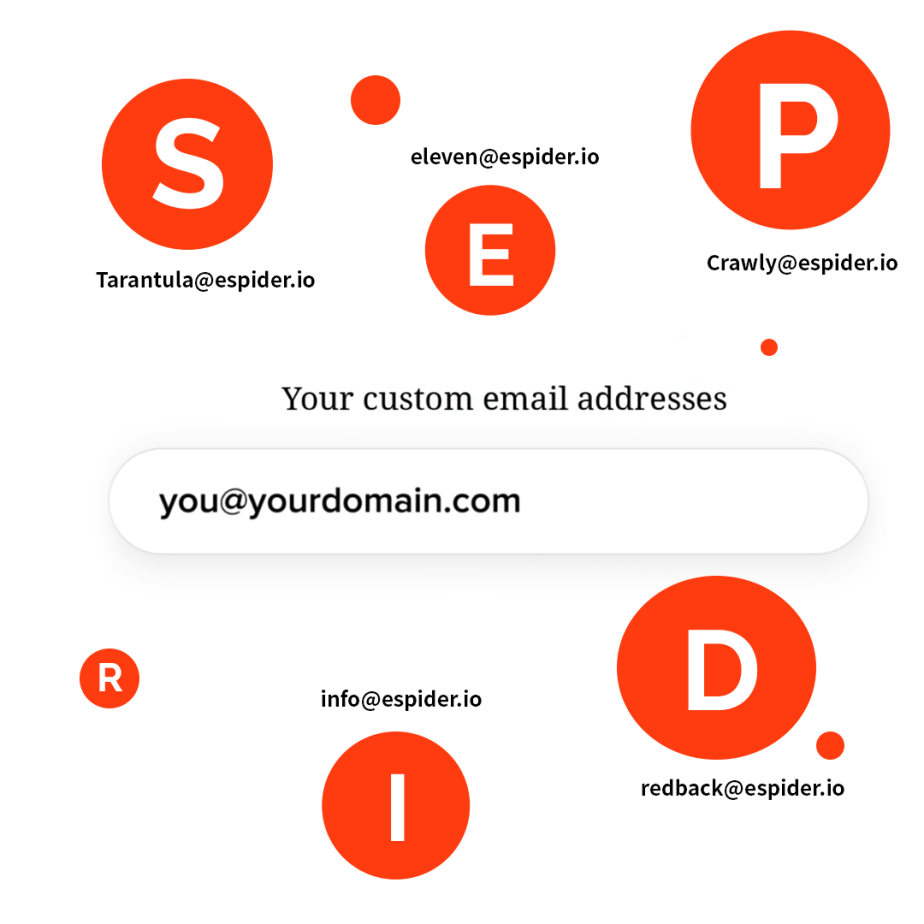 S
P
eleven@espider.io
E
Tarantula@espider.io
Crawly@espider.io
Your custom email addresses
you@yourdomain.com
D
R
info@espider.io
I
redback@espider.io